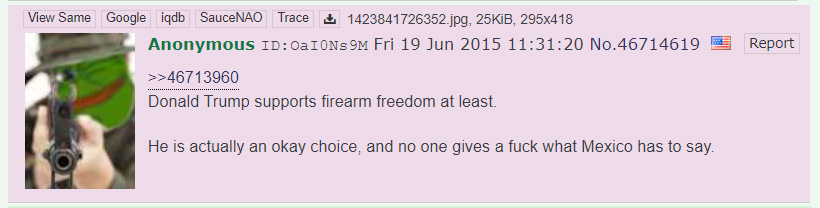 View Same Google iqdb SauceNAO Trace 1423841726352.jpg, 25KiB, 295x418
Anonymous ID:OaI0Ns9M Fri 19 Jun 2015 11:31:20 No.46714619 Report
>>46713960
Donald Trump supports firearm freedom at least.
He is actually an okay choice, and no one gives a fuck what Mexico has to say.